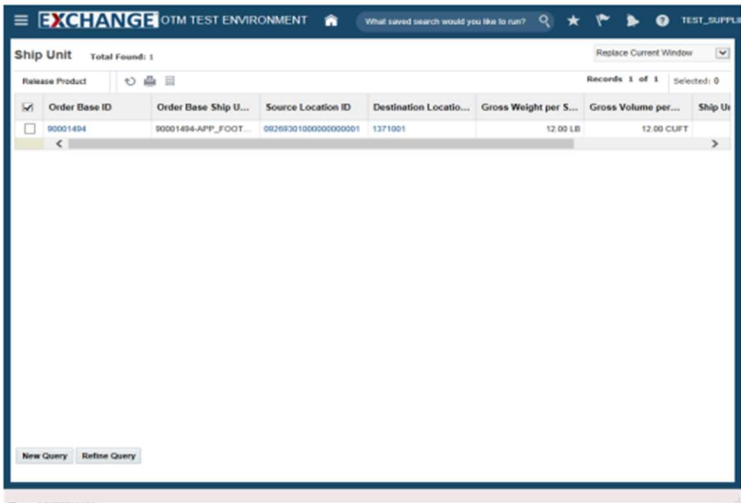 EXCHANGE OTM TEST ENVIRONMENT What saved search would you like to run? TEST_SUPPLI
Ship Unit Total Found: 1 Replace Current Window
Release Product Records 1 of 1 Selected: 0
Order Base ID Order Base Ship U... Source Location ID Destination Locatio... Gross Weight per S... Gross Volume per... Ship Un
90001494 90001494-APP_FOOT... 1371001 12.00 LB 12.00 CUFT
New Query Refine Query